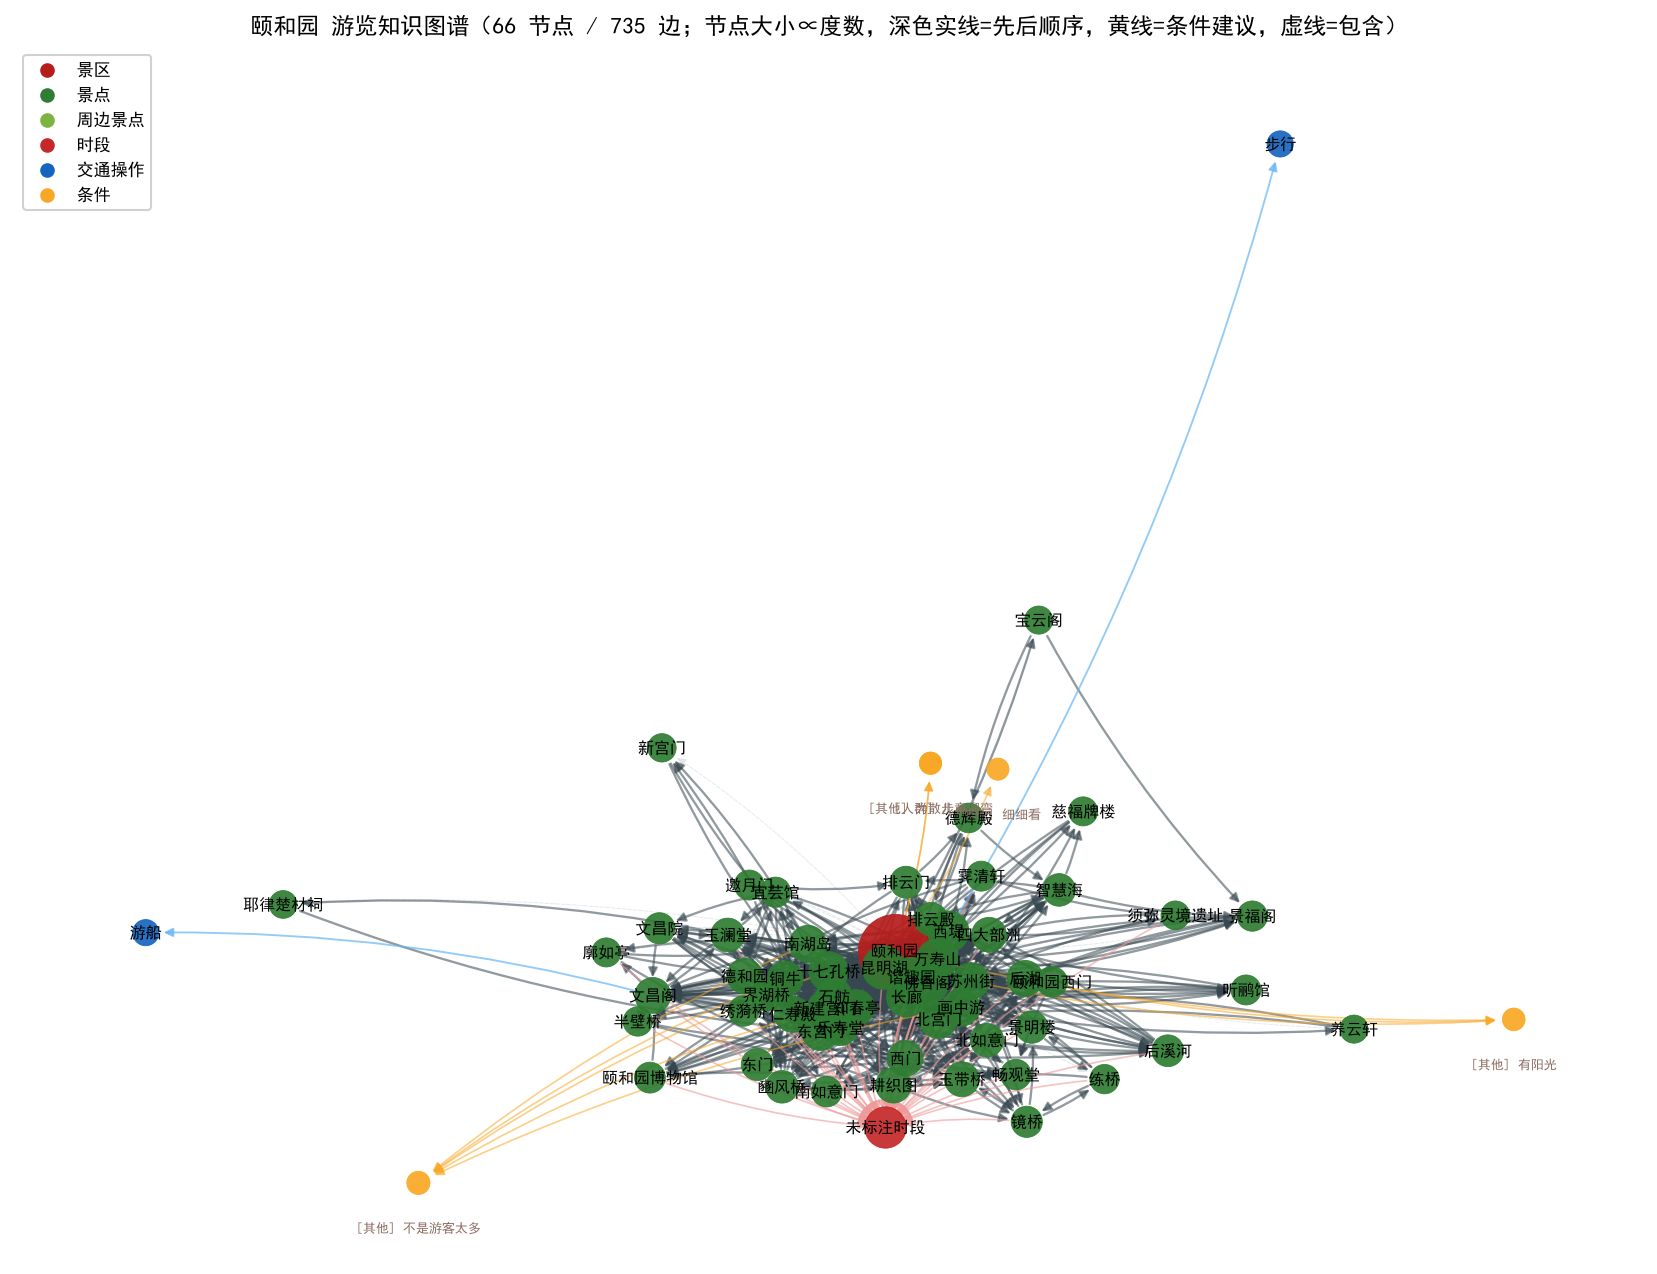 颐和园 游览知识图谱（66 节点 / 735 边；节点大小∝度数，深色实线=先后顺序，黄线=条件建议，虚线=包含）
景区
景点
周边景点
时段
交通操作
条件
步行
宝云阁
新宫门
细细看
德辉殿
慈福牌楼
排云门
霁清轩
邀月门
宜芸馆
智慧海
耶律楚材祠
须弥灵境遗址
景福阁
排云殿
文昌院
游船
玉澜堂
西堤
四大部洲
南湖岛
廓如亭
颐和园
万寿山
昆明湖
十七孔桥
德和园
铜牛
谐趣园
佛香阁
苏州街
后湖
颐和园西门
听鹂馆
文昌阁
界湖桥
石舫
长廊
画中游
绣漪桥
仁寿殿
新建宫门
知春亭
半壁桥
北宫门
有阳光
养云轩
东宫门
乐寿堂
景明楼
北如意门
后溪河
西门
东门
[其他] 有阳光
颐和园博物馆
豳风桥
南如意门
耕织图
玉带桥
畅观堂
练桥
镜桥
未标注时段
[其他] 不是游客太多